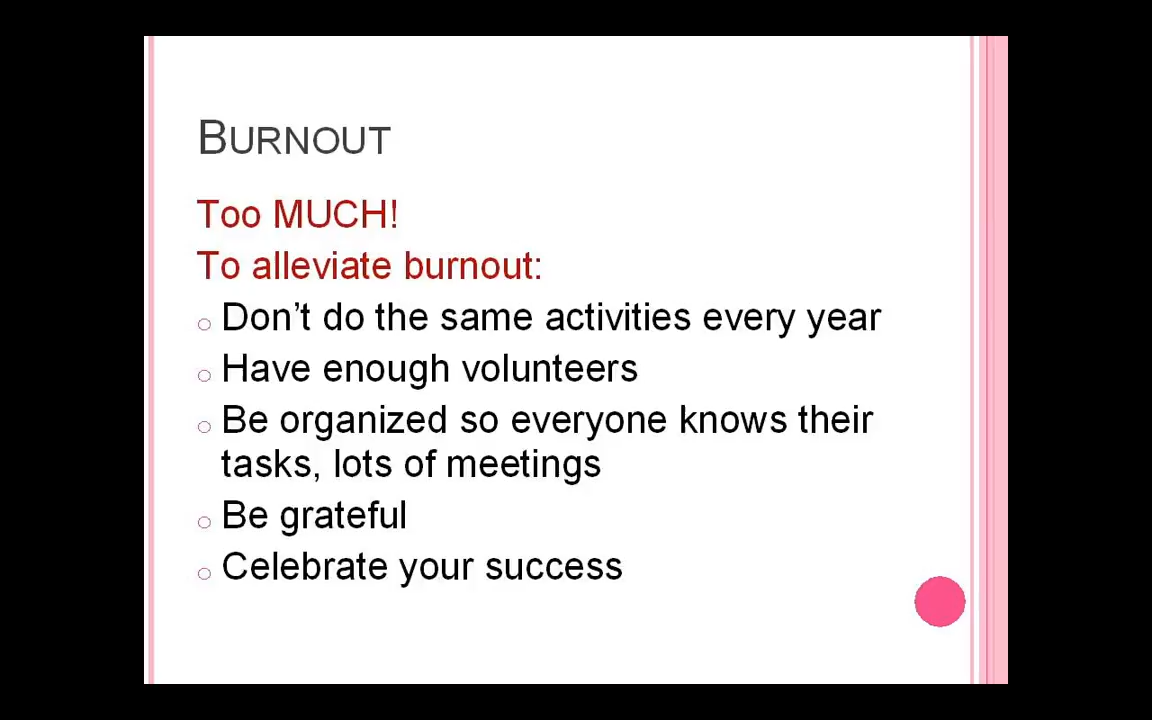 BURNOUT
Too MUCH!
To alleviate burnout:
Don't do the same activities every year
Have enough volunteers
Be organized so everyone knows their
tasks, lots of meetings
Be grateful
Celebrate your success